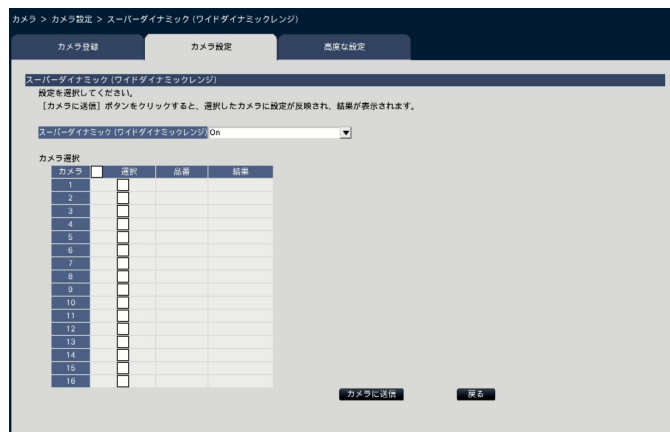 カメラ > カメラ設定 > スーパーダイナミック (ワイドダイナミックレンジ)
カメラ登録 カメラ設定 高度な設定
スーパーダイナミック (ワイドダイナミックレンジ)
設定を選択してください。
[カメラに送信] ボタンをクリックすると、選択したカメラに設定が反映され、結果が表示されます。
スーパーダイナミック (ワイドダイナミックレンジ) On
カメラ選択
カメラ 選択 品番 結果
1
2
3
4
5
6
7
8
9
10
11
12
13
14
15
16
カメラに送信 戻る